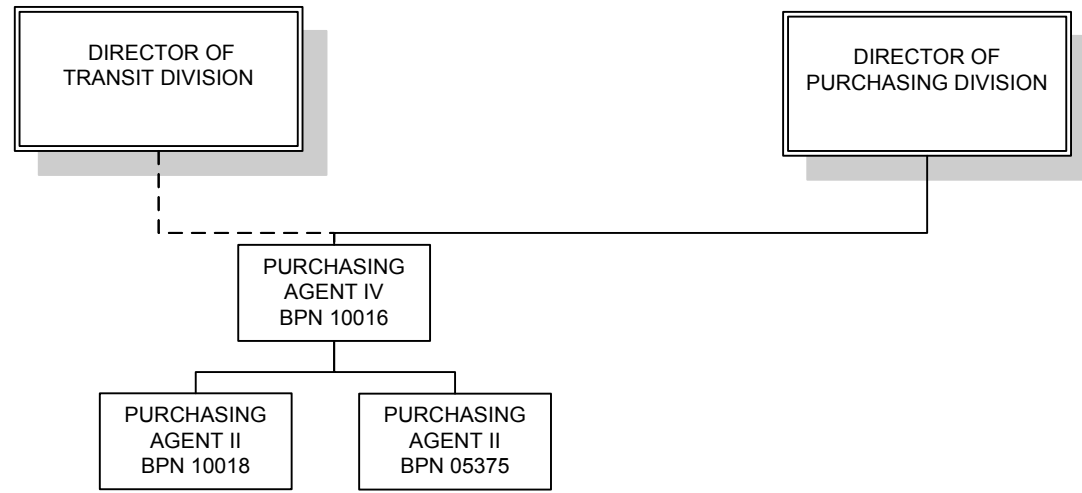 DIRECTOR OF
TRANSIT DIVISION
DIRECTOR OF
PURCHASING DIVISION
PURCHASING
AGENT IV
BPN 10016
PURCHASING
AGENT II
BPN 10018
PURCHASING
AGENT II
BPN 05375